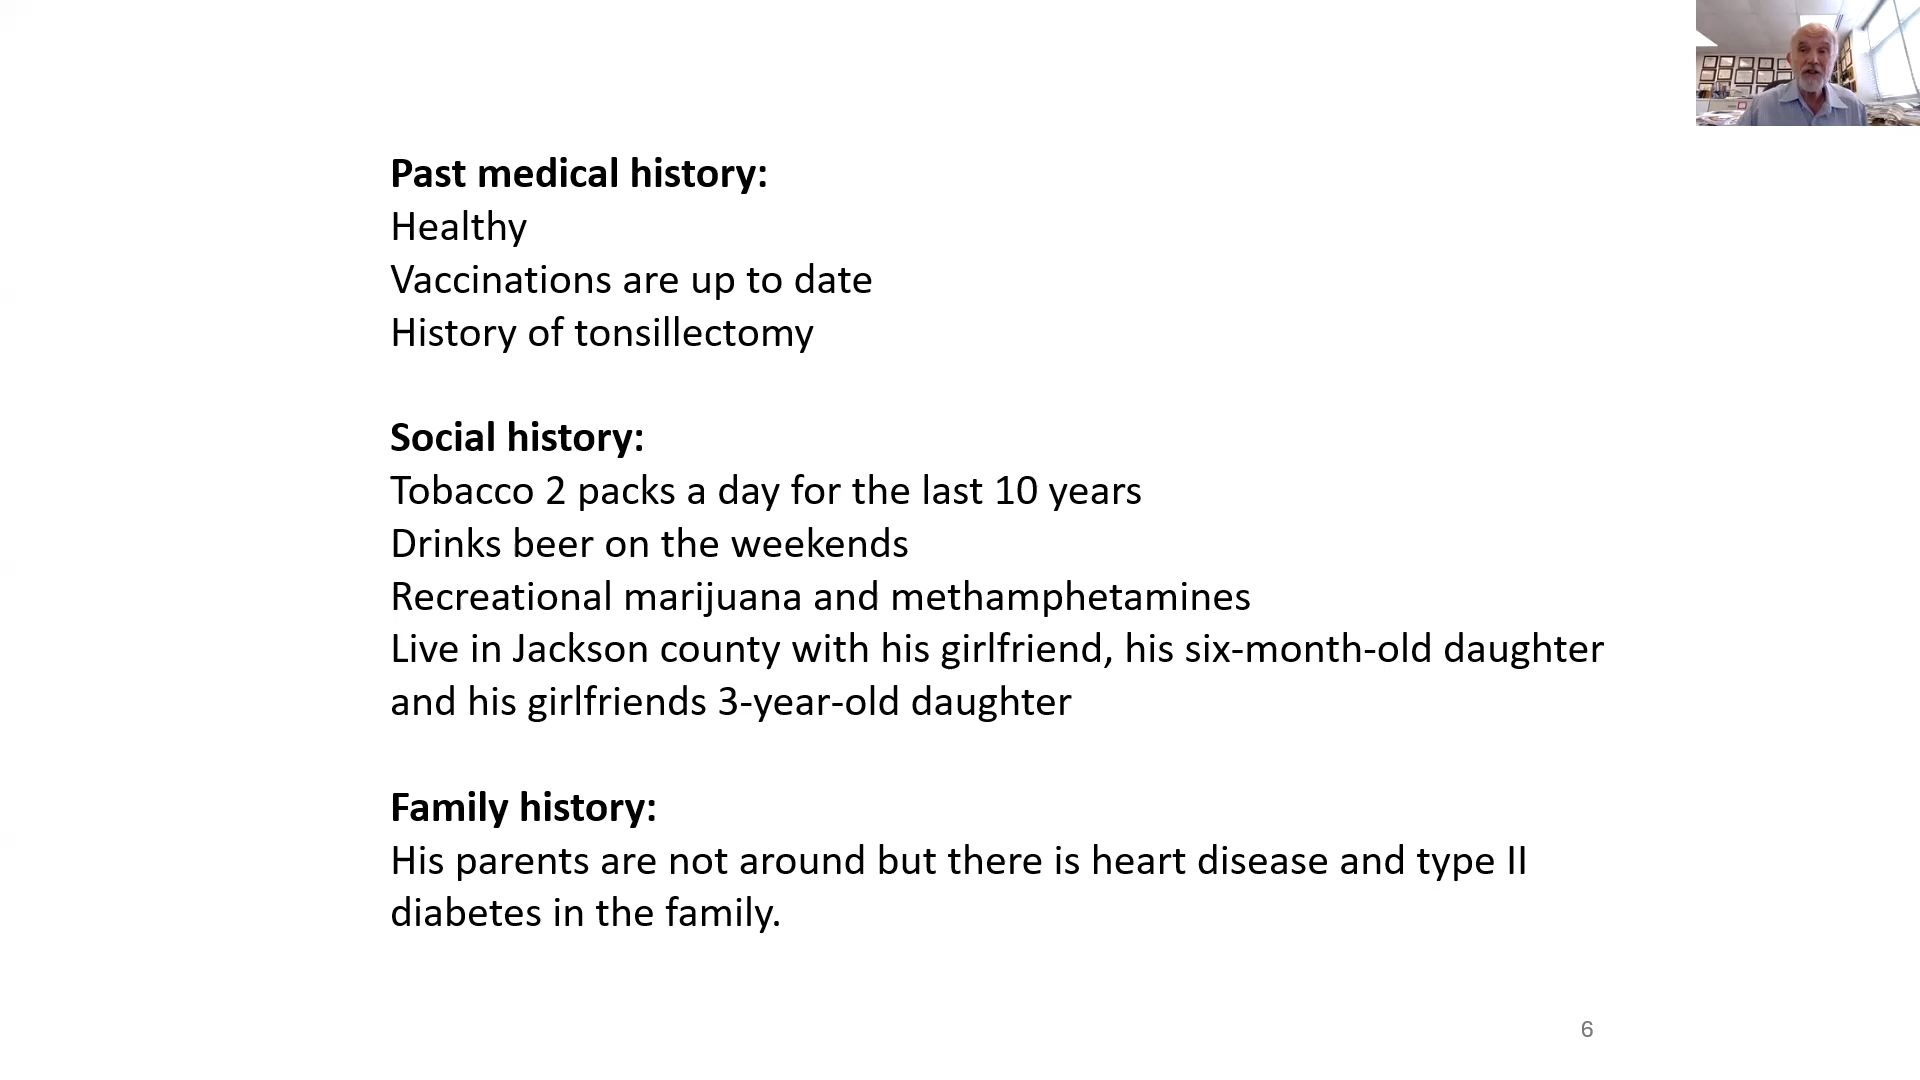 Past medical history:
Healthy
Vaccinations are up to date
History of tonsillectomy
Social history:
Tobacco 2 packs a day for the last 10 years
Drinks beer on the weekends
Recreational marijuana and methamphetamines
Live in Jackson county with his girlfriend, his six-month-old daughter
and his girlfriends 3-year-old daughter
Family history:
His parents are not around but there is heart disease and type II
diabetes in the family.
6